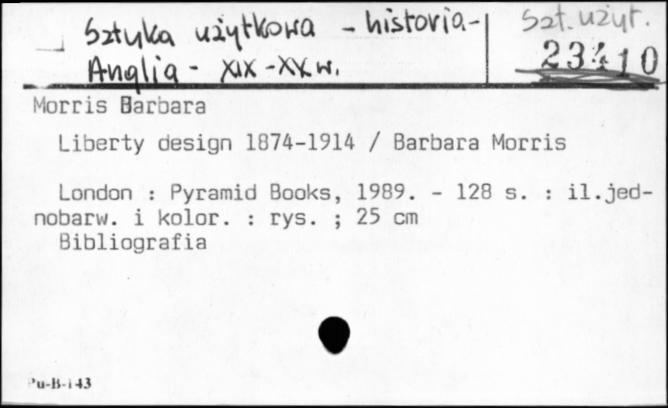 Sztuka użytkowa - historia -
Anglia - XIX - XX w.
Szt. użyt.
23410
Morris Barbara
Liberty design 1874-1914 / Barbara Morris
London : Pyramid Books, 1989. - 128 s. : il.jed-
nobarw. i kolor. : rys. ; 25 cm
Bibliografia
Pu-B-143